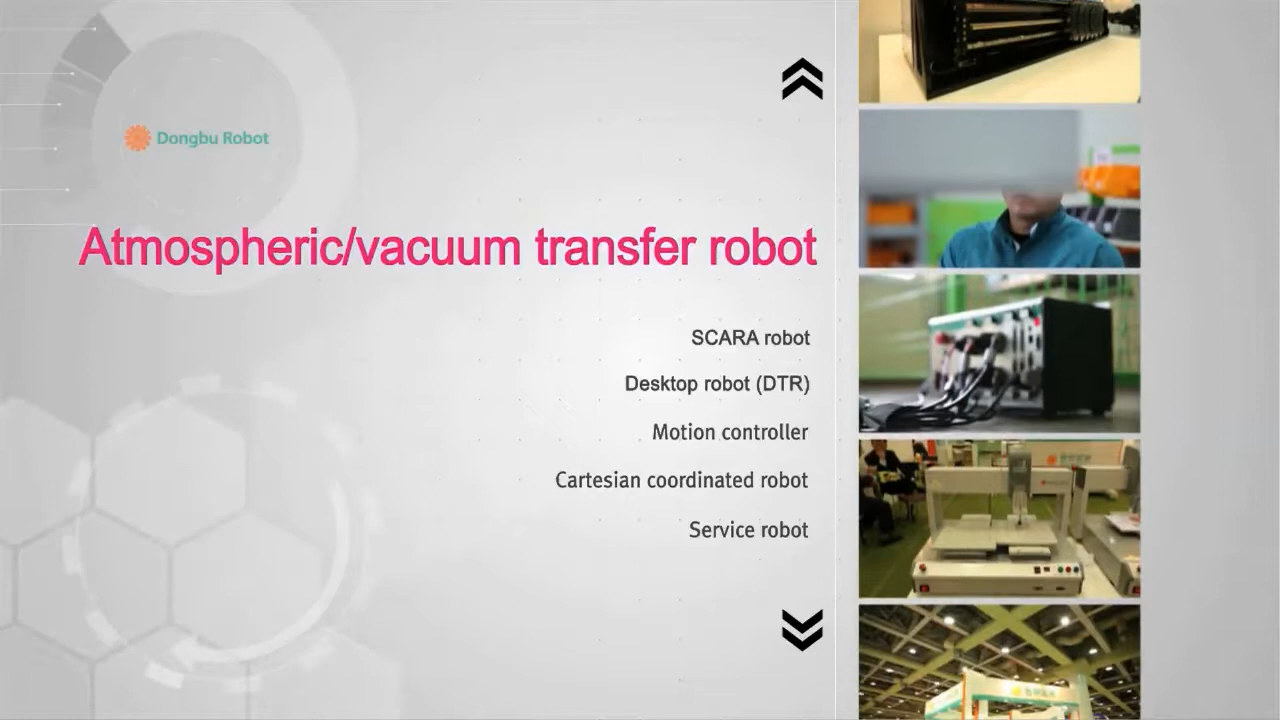 Dongbu Robot
Atmospheric/vacuum transfer robot
SCARA robot
Desktop robot (DTR)
Motion controller
Cartesian coordinated robot
Service robot